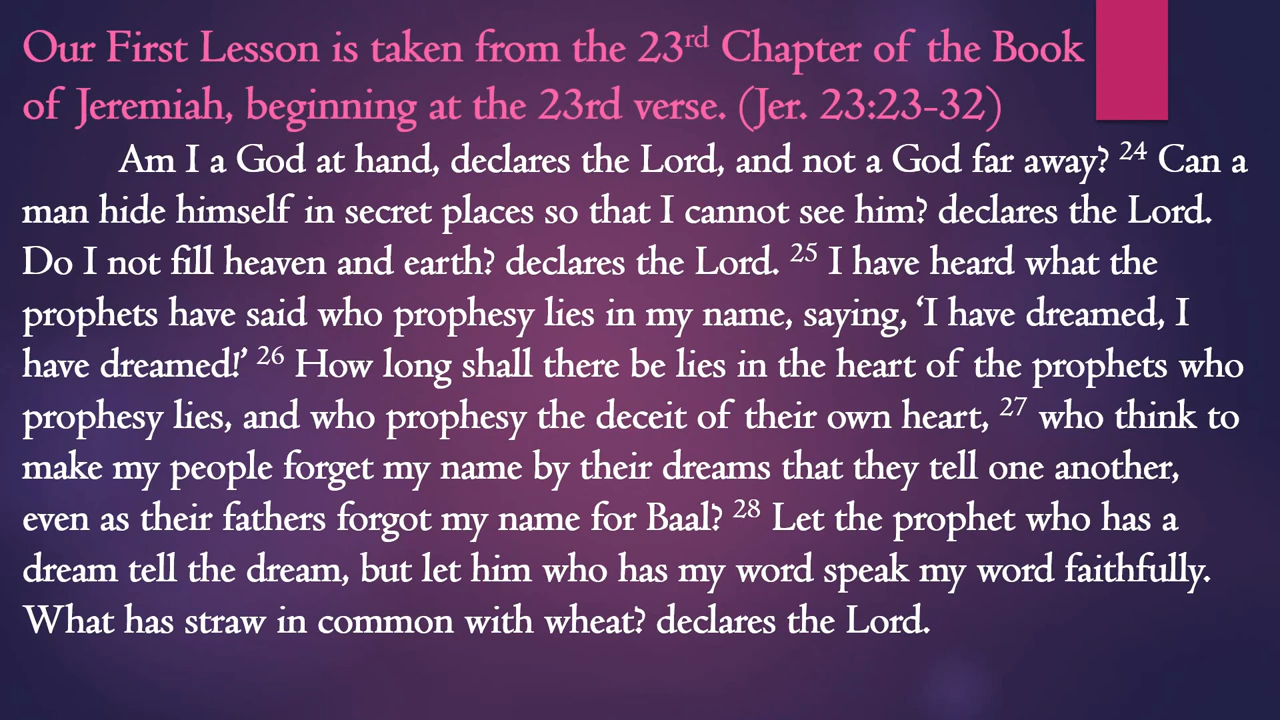 Our First Lesson is taken from the 23rd Chapter of the Book
of Jeremiah, beginning at the 23rd verse. (Jer. 23:23-32)
Am I a God at hand, declares the Lord, and not a God far away? 24 Can a
man hide himself in secret places so that I cannot see him? declares the Lord.
Do I not fill heaven and earth? declares the Lord. 25 I have heard what the
prophets have said who prophesy lies in my name, saying, ‘I have dreamed, I
have dreamed!’ 26 How long shall there be lies in the heart of the prophets who
prophesy lies, and who prophesy the deceit of their own heart, 27 who think to
make my people forget my name by their dreams that they tell one another,
even as their fathers forgot my name for Baal? 28 Let the prophet who has a
dream tell the dream, but let him who has my word speak my word faithfully.
What has straw in common with wheat? declares the Lord.